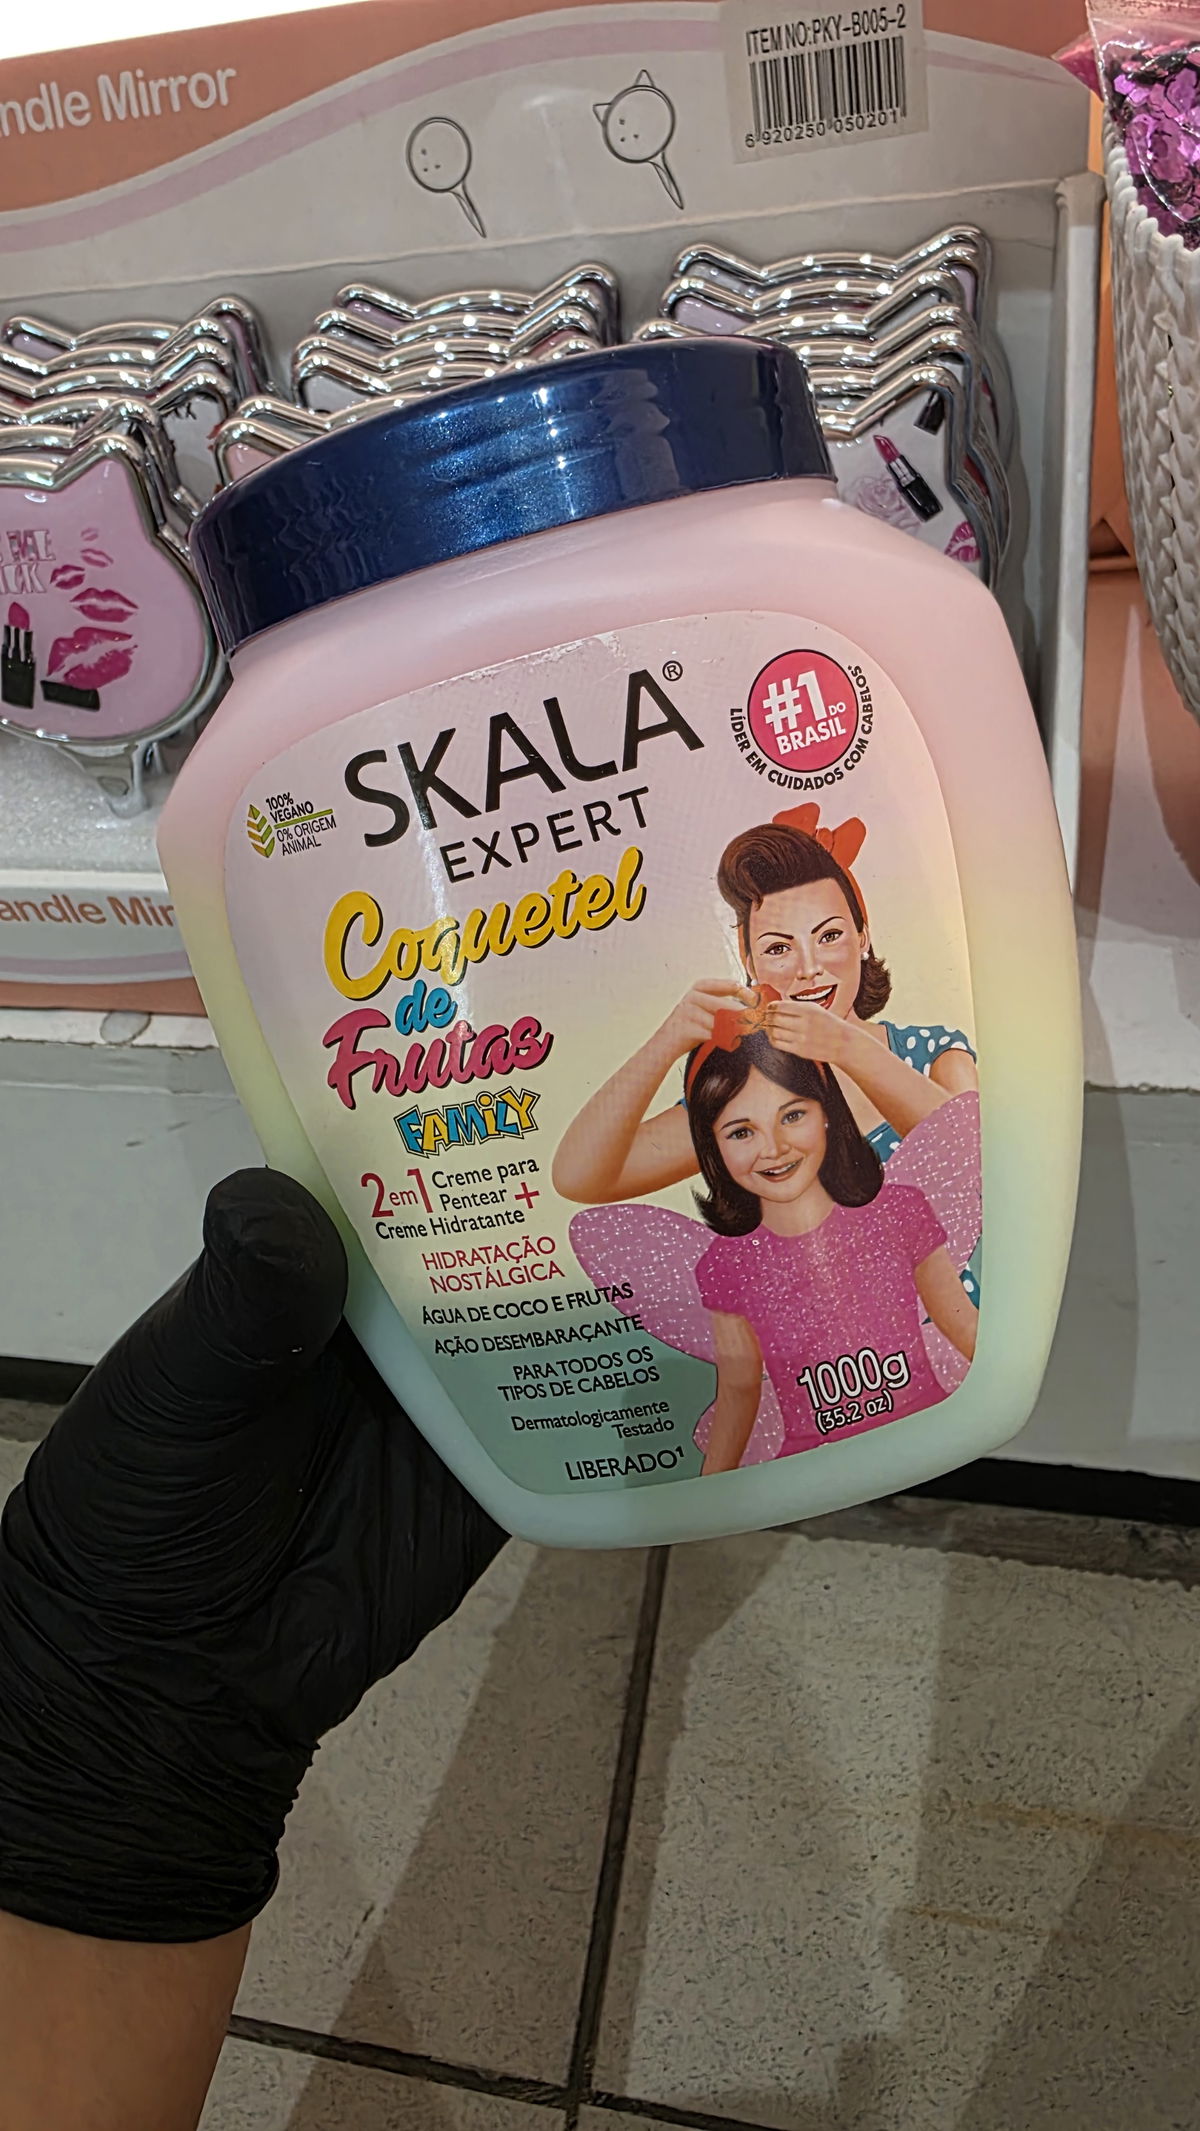 ITEM NO:PKY-B005-2
6 920250 050201
Mirror
SKALA®
EXPERT
#1 DO
BRASIL
LÍDER EM CUIDADOS COM CABELOS*
100%
VEGANO
0% ORIGEM
ANIMAL
Coquetel
de
Frutas
FAMiLY
2 em 1 Creme para
Pentear +
Creme Hidratante
HIDRATAÇÃO
NOSTÁLGICA
ÁGUA DE COCO E FRUTAS
AÇÃO DESEMBARAÇANTE
PARA TODOS OS
TIPOS DE CABELOS
Dermatologicamente
Testado
LIBERADO¹
1000g
(35.2 oz)
ME